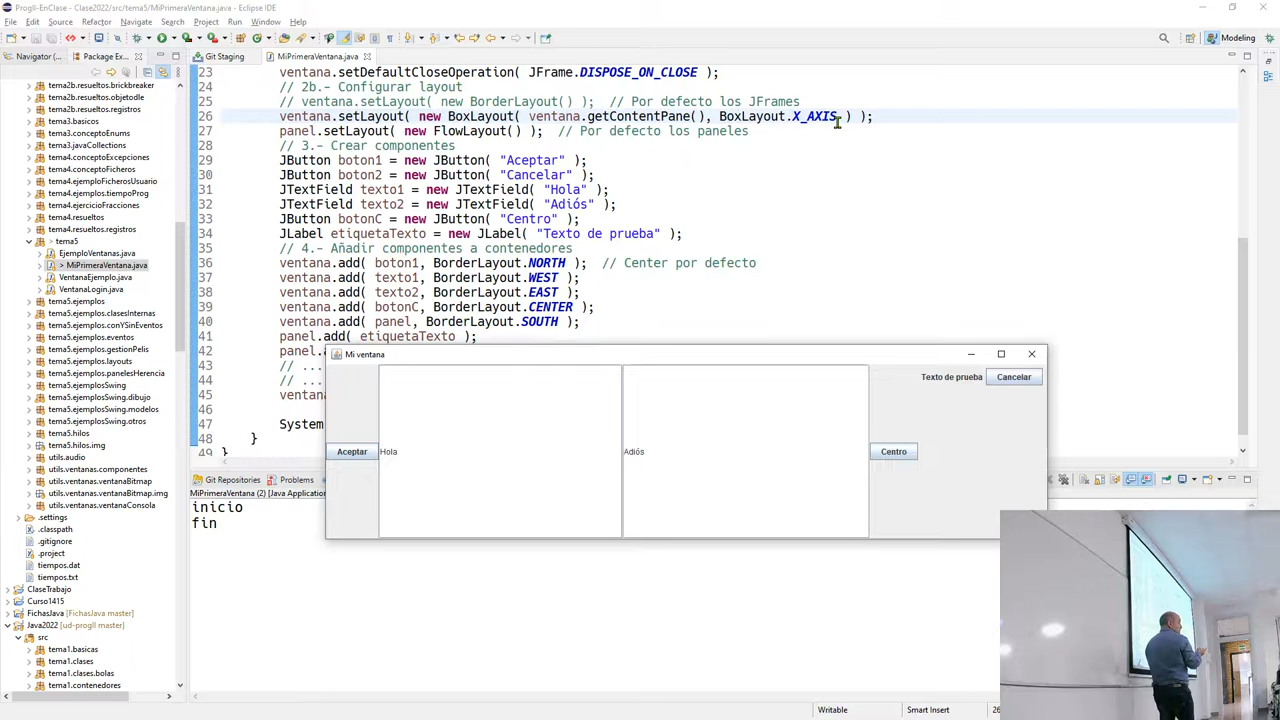 ProgII-EnClase - Clase2022/src/tema5/MiPrimeraVentana.java - Eclipse IDE
File Edit Source Refactor Navigate Search Project Run Window Help
Modeling
Navigator ( Package Ex... Git Staging MiPrimeraVentana.java
tema2b.resueltos.brickbreaker
tema2b.resueltos.objetodle
tema2b.resueltos.registros
tema3.basicos
tema3.conceptoEnums
tema4.conceptoFicheros
tema4.ejemploFicherosUsuario
tema4.ejemplos.tiempoProg
tema4.ejercicioFracciones
tema4.resueltos
tema4.resueltos.registros
> tema5
EjemploVentanas.java
> MiPrimeraVentana.java
VentanaEjemplo.java
VentanaLogin.java
tema5.ejemplos
tema5.ejemplos.clasesInternas
tema5.ejemplos.conYSinEventos
tema5.ejemplos.eventos
tema5.ejemplos.gestionPelis
tema5.ejemplos.layouts
tema5.ejemplos.panelesHerencia
tema5.ejemplosSwing
tema5.ejemplosSwing.dibujo
tema5.ejemplosSwing.modelos
tema5.ejemplosSwing.otros
tema5.hilos
tema5.hilos.img
utils.audio
utils.ventanas.componentes
utils.ventanas.ventanaBitmap
utils.ventanas.ventanaBitmap.img
utils.ventanas.ventanaConsola
.settings
.classpath
.gitignore
.project
tiempos.dat
tiempos.txt
ClaseTrabajo
Curso1415
FichasJava [FichasJava master]
Java2022 [ud-progII master]
src
tema1.basicas
tema1.clases
tema1.clases.bolas
tema1.contenedores
23 ventana.setDefaultCloseOperation( JFrame.DISPOSE_ON_CLOSE );
24 // 2b.- Configurar layout
25 // ventana.setLayout( new BorderLayout() ); // Por defecto los JFrames
26 ventana.setLayout( new BoxLayout( ventana.getContentPane(), BoxLayout.X_AXIS ) );
27 panel.setLayout( new FlowLayout() ); // Por defecto los paneles
28 // 3.- Crear componentes
29 JButton boton1 = new JButton( "Aceptar" );
30 JButton boton2 = new JButton( "Cancelar" );
31 JTextField texto1 = new JTextField( "Hola" );
32 JTextField texto2 = new JTextField( "Adiós" );
33 JButton botonC = new JButton( "Centro" );
34 JLabel etiquetaTexto = new JLabel( "Texto de prueba" );
35 // 4.- Añadir componentes a contenedores
36 ventana.add( boton1, BorderLayout.NORTH ); // Center por defecto
37 ventana.add( texto1, BorderLayout.WEST );
38 ventana.add( texto2, BorderLayout.EAST );
39 ventana.add( botonC, BorderLayout.CENTER );
40 ventana.add( panel, BorderLayout.SOUTH );
41 panel.add( etiquetaTexto );
42 panel.a
43 // ...
44 // ...
45 ventana
46
47 System
48 }
49 }
Mi ventana
Texto de prueba Cancelar
Aceptar Hola Adiós Centro
Git Repositories Problems
MiPrimeraVentana (2) [Java Application
inicio
fin
Writable Smart Insert 26